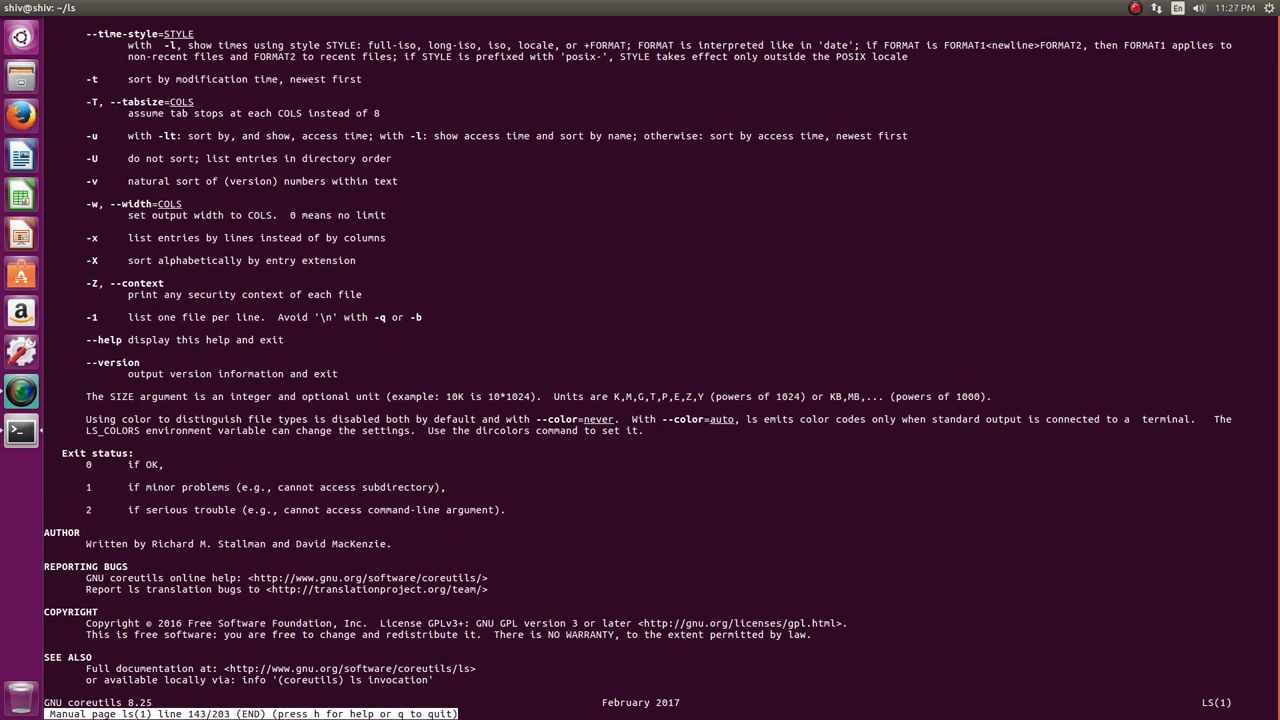 shiv@shiv: ~/ls
En
11:27 PM
--time-style=STYLE
with -l, show times using style STYLE: full-iso, long-iso, iso, locale, or +FORMAT; FORMAT is interpreted like in 'date'; if FORMAT is FORMAT1<newline>FORMAT2, then FORMAT1 applies to
non-recent files and FORMAT2 to recent files; if STYLE is prefixed with 'posix-', STYLE takes effect only outside the POSIX locale
-t sort by modification time, newest first
-T, --tabsize=COLS
assume tab stops at each COLS instead of 8
-u with -lt: sort by, and show, access time; with -l: show access time and sort by name; otherwise: sort by access time, newest first
-U do not sort; list entries in directory order
-v natural sort of (version) numbers within text
-w, --width=COLS
set output width to COLS. 0 means no limit
-x list entries by lines instead of by columns
-X sort alphabetically by entry extension
-Z, --context
print any security context of each file
-1 list one file per line. Avoid '\n' with -q or -b
--help display this help and exit
--version
output version information and exit
The SIZE argument is an integer and optional unit (example: 10K is 10*1024). Units are K,M,G,T,P,E,Z,Y (powers of 1024) or KB,MB,... (powers of 1000).
Using color to distinguish file types is disabled both by default and with --color=never. With --color=auto, ls emits color codes only when standard output is connected to a terminal. The
LS_COLORS environment variable can change the settings. Use the dircolors command to set it.
Exit status:
0 if OK,
1 if minor problems (e.g., cannot access subdirectory),
2 if serious trouble (e.g., cannot access command-line argument).
AUTHOR
Written by Richard M. Stallman and David MacKenzie.
REPORTING BUGS
GNU coreutils online help: <http://www.gnu.org/software/coreutils/>
Report ls translation bugs to <http://translationproject.org/team/>
COPYRIGHT
Copyright © 2016 Free Software Foundation, Inc. License GPLv3+: GNU GPL version 3 or later <http://gnu.org/licenses/gpl.html>.
This is free software: you are free to change and redistribute it. There is NO WARRANTY, to the extent permitted by law.
SEE ALSO
Full documentation at: <http://www.gnu.org/software/coreutils/ls>
or available locally via: info '(coreutils) ls invocation'
GNU coreutils 8.25 February 2017 LS(1)
Manual page ls(1) line 143/203 (END) (press h for help or q to quit)